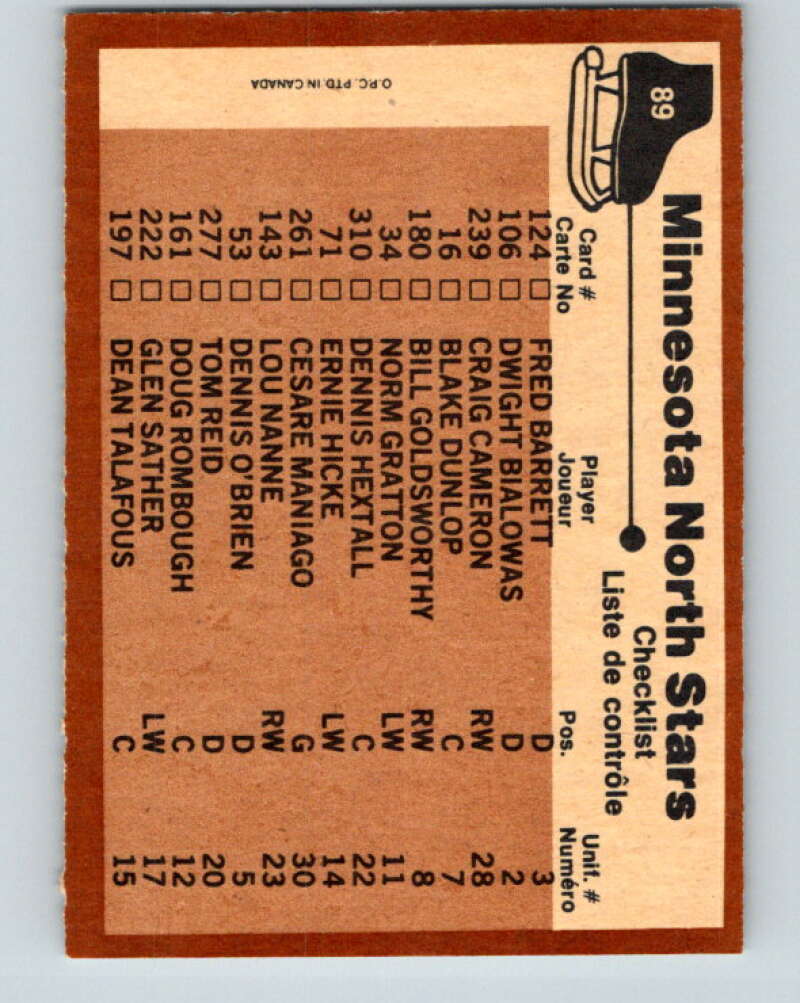 89
Minnesota North Stars
Checklist
Liste de contrôle
Card # Player Pos. Unif. #
Carte No Joueur Numéro
124 □ FRED BARRETT D 3
106 □ DWIGHT BIALOWAS D 2
239 □ CRAIG CAMERON RW 28
16 □ BLAKE DUNLOP C 7
180 □ BILL GOLDSWORTHY RW 8
34 □ NORM GRATTON LW 11
310 □ DENNIS HEXTALL C 22
71 □ ERNIE HICKE LW 14
261 □ CESARE MANIAGO G 30
143 □ LOU NANNE RW 23
53 □ DENNIS O'BRIEN D 5
277 □ TOM REID D 20
161 □ DOUG ROMBOUGH C 12
222 □ GLEN SATHER LW 17
197 □ DEAN TALAFOUS C 15
O.P.C. PTD. IN CANADA